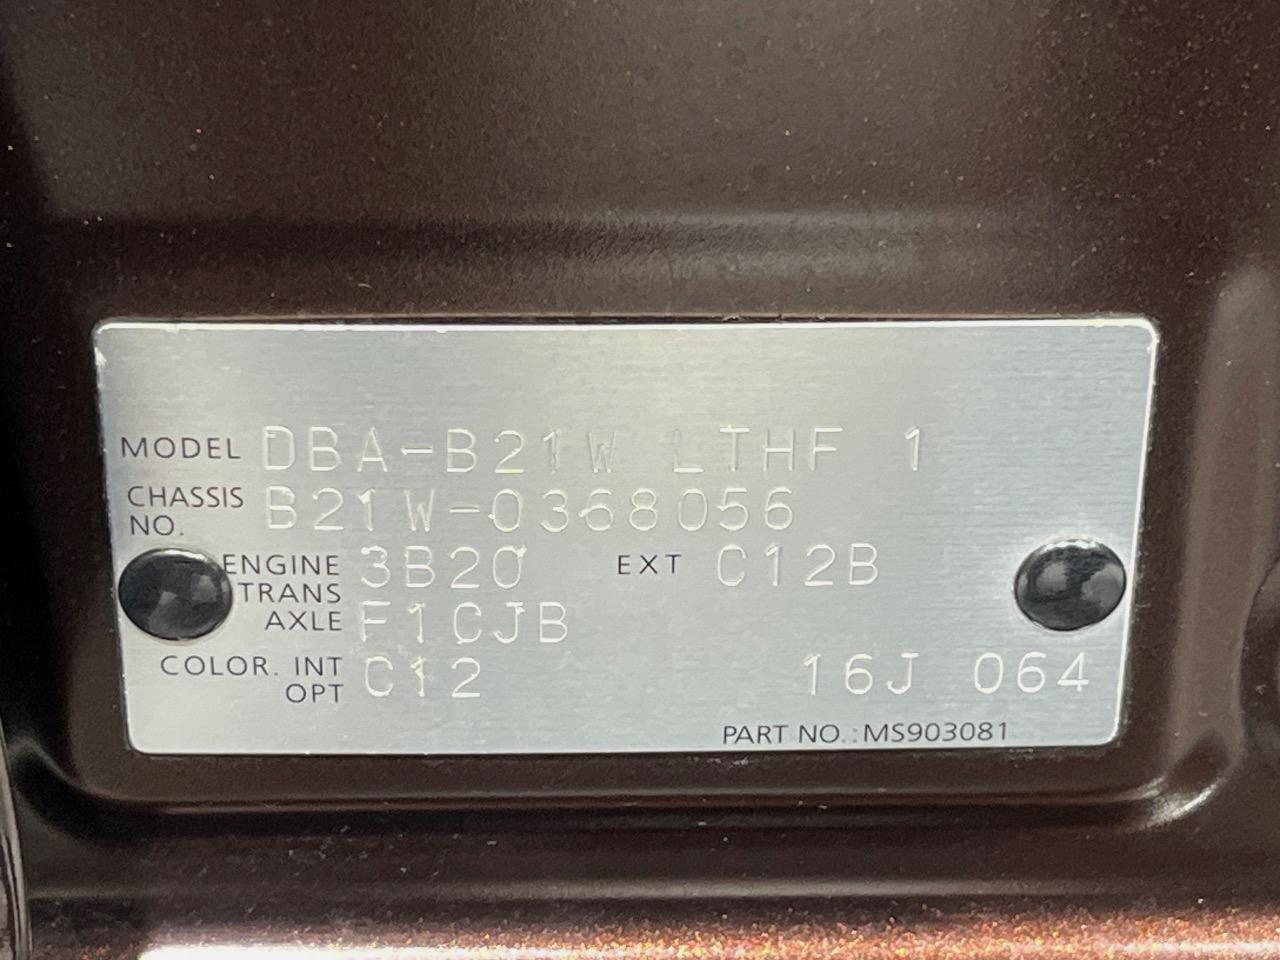 MODEL DBA-B21W LTHF 1
CHASSIS NO. B21W-0368056
ENGINE 3B20 EXT C12B
TRANS AXLE F1CJB
COLOR. INT OPT C12 16J 064
PART NO.:MS903081